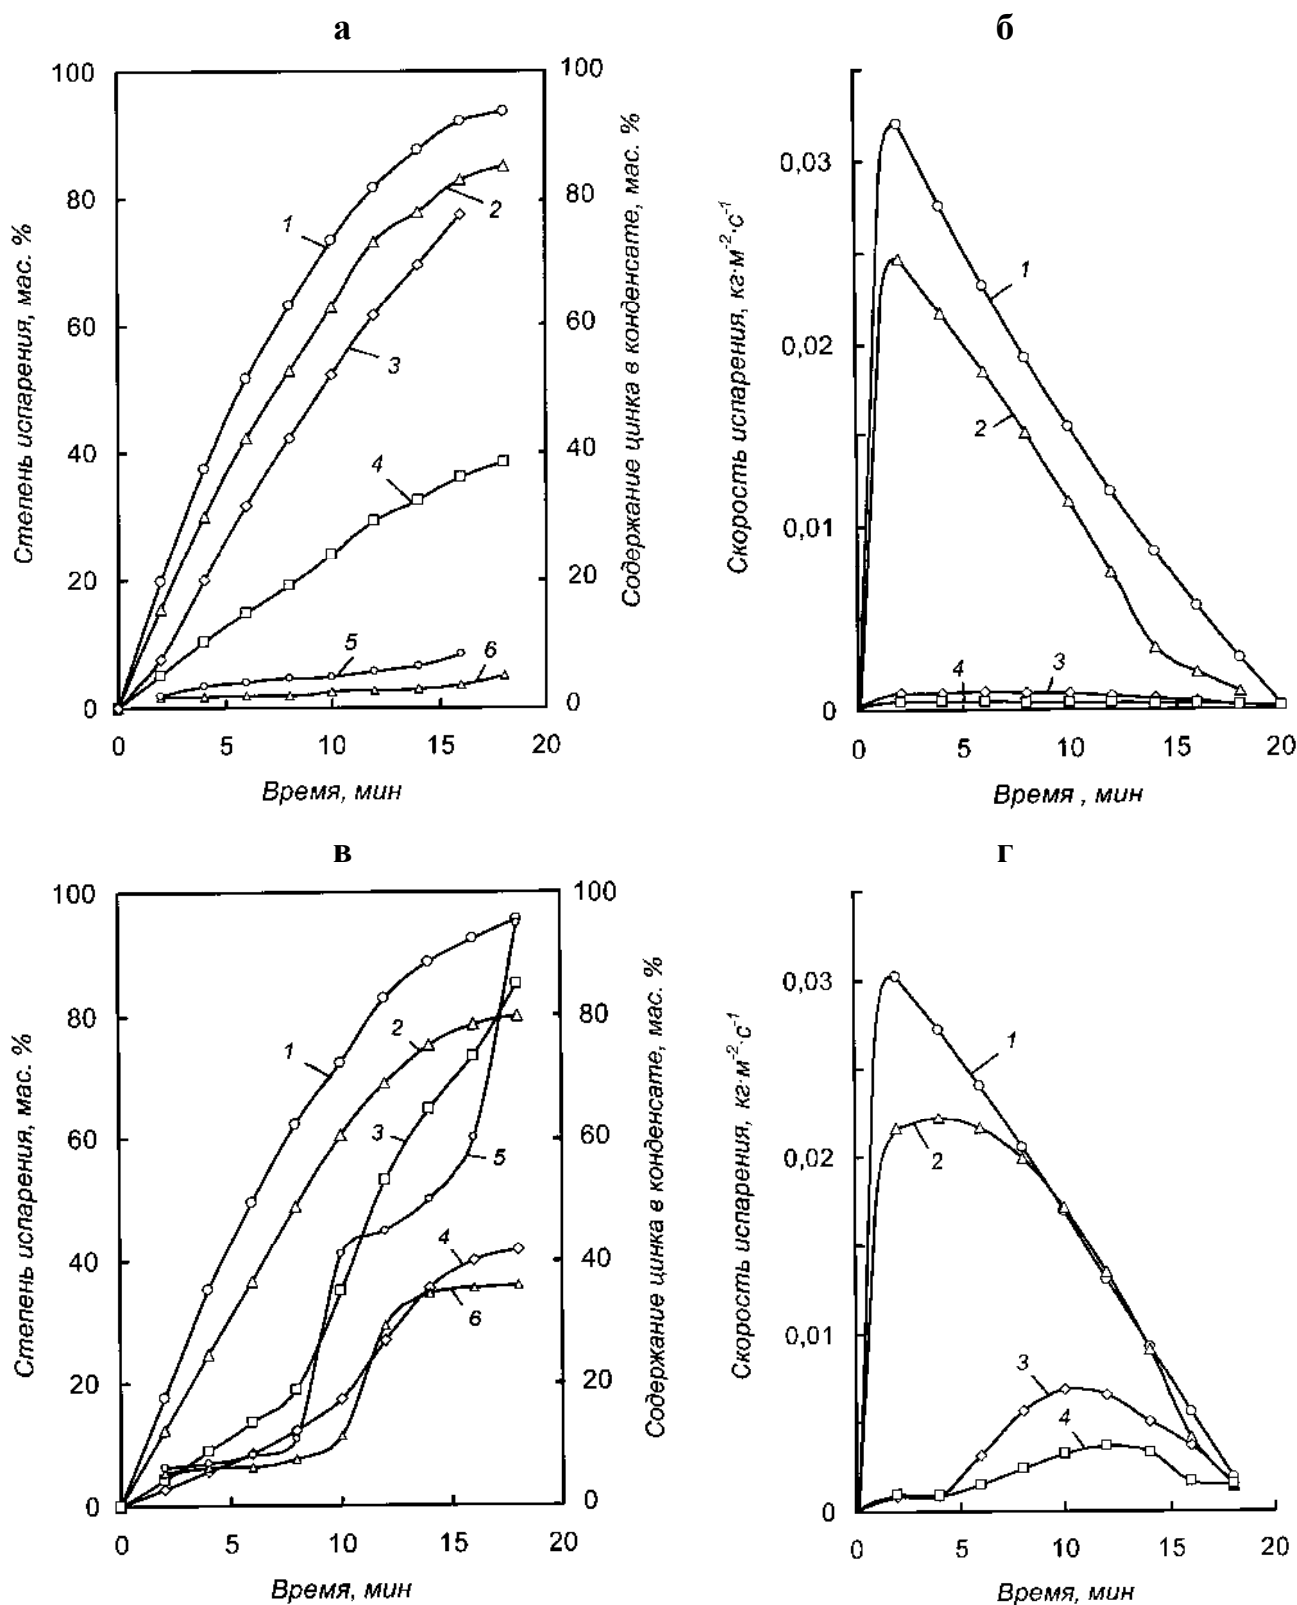 а
б
100
80
60
40
20
0
Степень испарения, мас. %
100
80
60
40
20
0
Содержание цинка в конденсате, мас. %
1
2
3
4
5
6
0 5 10 15 20
Время, мин
0,03
0,02
0,01
0
Скорость испарения, кг·м⁻²·с⁻¹
1
2
4
3
0 5 10 15 20
Время , мин
в
г
100
80
60
40
20
0
Степень испарения, мас. %
100
80
60
40
20
0
Содержание цинка в конденсате, мас. %
1
2
3
5
4
6
0 5 10 15 20
Время, мин
0,03
0,02
0,01
0
Скорость испарения, кг·м⁻²·с⁻¹
1
2
3
4
0 5 10 15 20
Время, мин